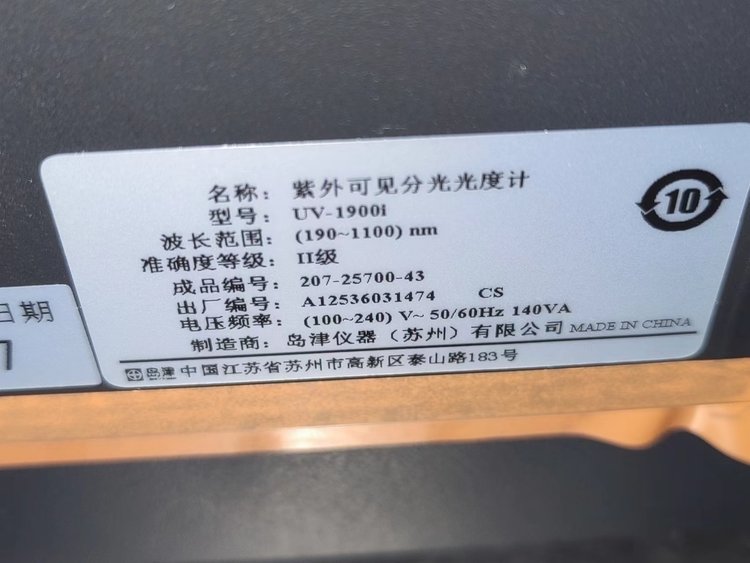 名称：紫外可见分光光度计
型号：UV-1900i
波长范围：(190~1100) nm
准确度等级：II级
成品编号：207-25700-43
出厂编号：A12536031474 CS
电压频率：(100~240) V~ 50/60Hz 140VA
制造商：岛津仪器（苏州）有限公司 MADE IN CHINA
岛津 中国江苏省苏州市高新区泰山路183号
10
日期